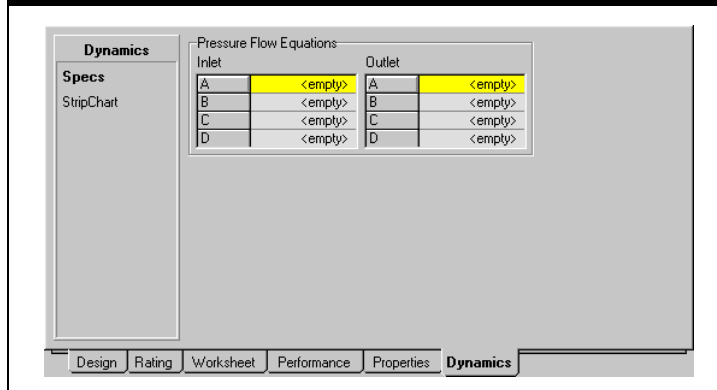 Dynamics
Specs
StripChart
Pressure Flow Equations
Inlet Outlet
A <empty> A <empty>
B <empty> B <empty>
C <empty> C <empty>
D <empty> D <empty>
Design Rating Worksheet Performance Properties Dynamics